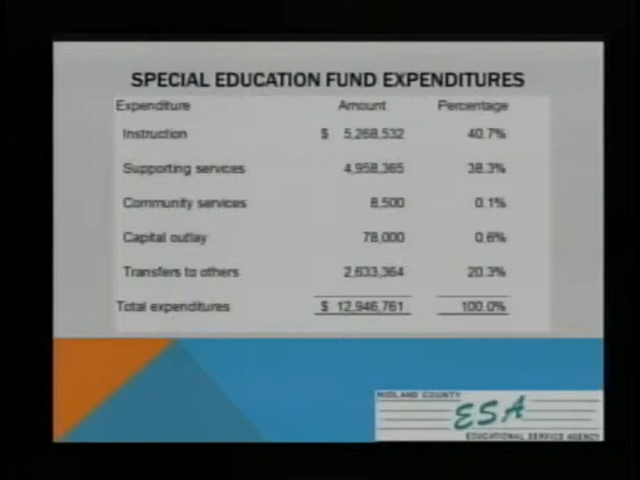 SPECIAL EDUCATION FUND EXPENDITURES
Expenditure Amount Percentage
Instruction $ 5,268,532 40.7%
Supporting services 4,958,365 38.3%
Community services 8,500 0.1%
Capital outlay 78,000 0.6%
Transfers to others 2,633,364 20.3%
Total expenditures $ 12,946,761 100.0%
MIDLAND COUNTY
ESA
EDUCATIONAL SERVICE AGENCY